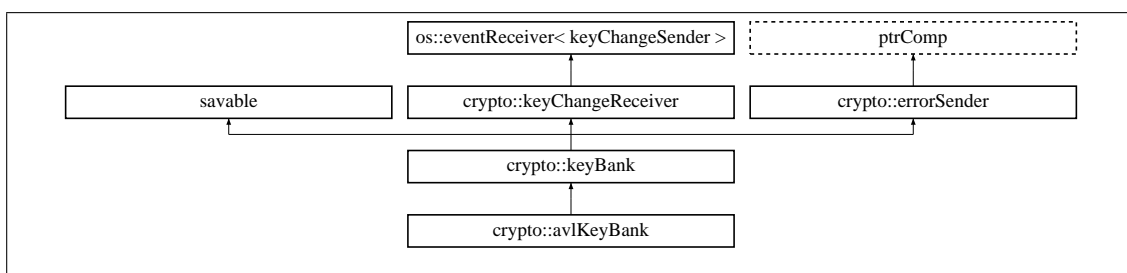 os::eventReceiver< keyChangeSender >
ptrComp
savable
crypto::keyChangeReceiver
crypto::errorSender
crypto::keyBank
crypto::avlKeyBank